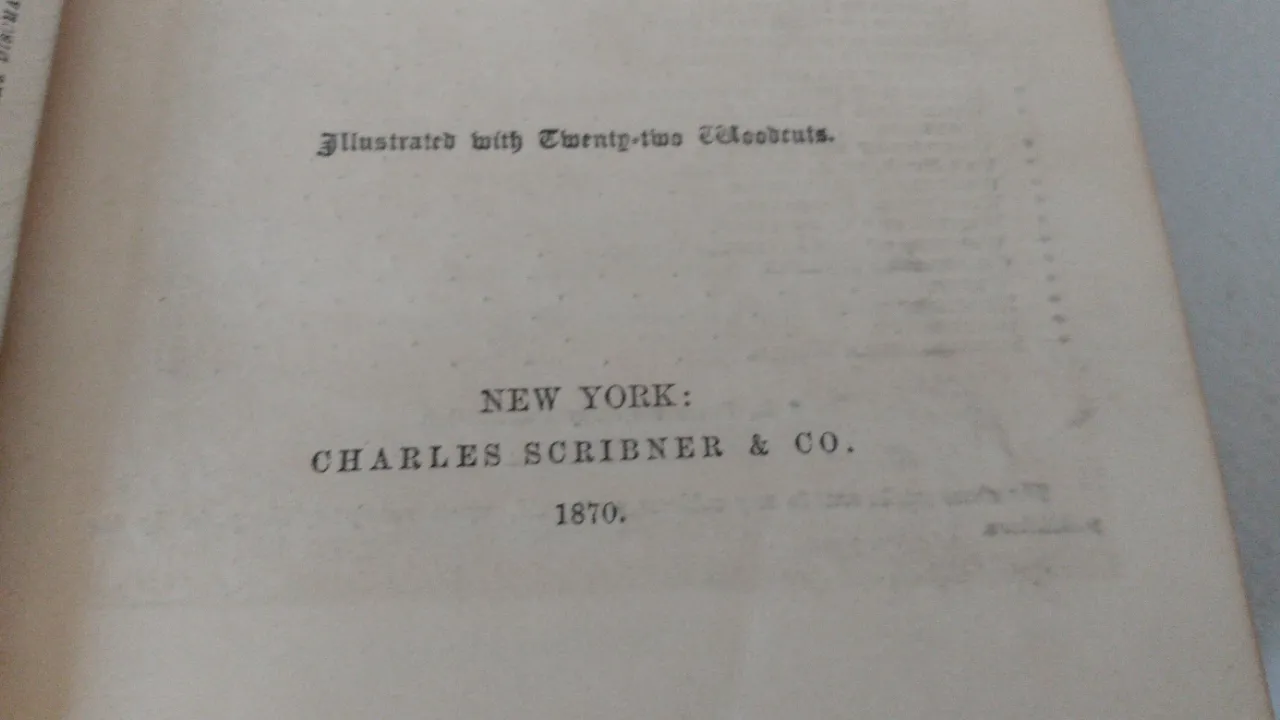 Illustrated with Twenty-two Woodcuts.
NEW YORK:
CHARLES SCRIBNER & CO.
1870.